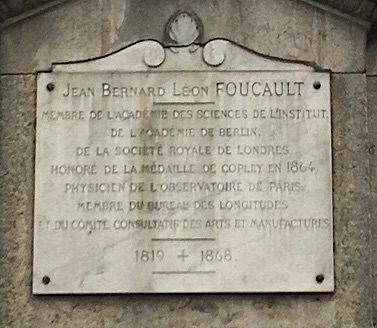 JEAN BERNARD LÉON FOUCAULT
MEMBRE DE L'ACADÉMIE DES SCIENCES DE L'INSTITUT,
DE L'ACADÉMIE DE BERLIN,
DE LA SOCIÉTÉ ROYALE DE LONDRES
HONORÉ DE LA MÉDAILLE DE COPLEY EN 1864,
PHYSICIEN DE L'OBSERVATOIRE DE PARIS,
MEMBRE DU BUREAU DES LONGITUDES
ET DU COMITÉ CONSULTATIF DES ARTS ET MANUFACTURES
1819 + 1868.